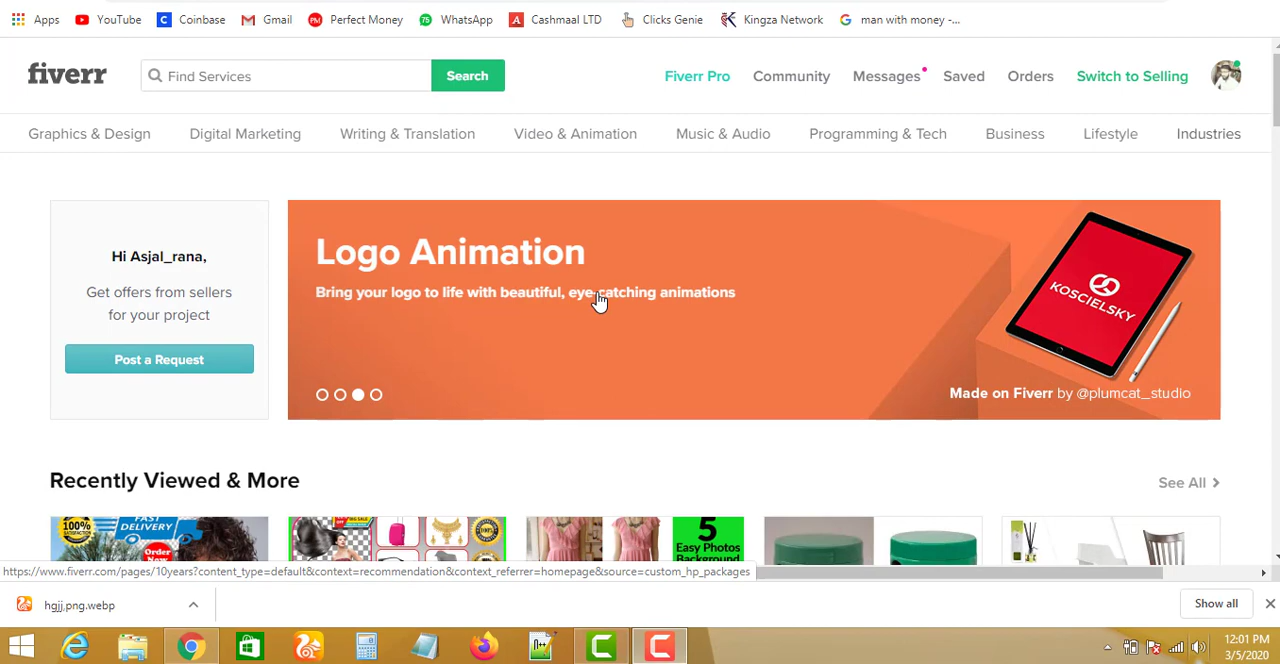 Apps YouTube Coinbase Gmail Perfect Money WhatsApp Cashmaal LTD Clicks Genie Kingza Network man with money -...
fiverr Find Services Search Fiverr Pro Community Messages Saved Orders Switch to Selling
Graphics & Design Digital Marketing Writing & Translation Video & Animation Music & Audio Programming & Tech Business Lifestyle Industries
Hi Asjal_rana,
Get offers from sellers
for your project
Post a Request
Logo Animation
Bring your logo to life with beautiful, eye-catching animations
KOSCIELSKY
Made on Fiverr by @plumcat_studio
Recently Viewed & More
See All
100%
SATISFACTION
FAST
DELIVERY
Order
Now
100%
5
Easy Photos
Background
https://www.fiverr.com/pages/10years?content_type=default&context=recommendation&context_referrer=homepage&source=custom_hp_packages
hgjj,png.webp
Show all
12:01 PM
3/5/2020